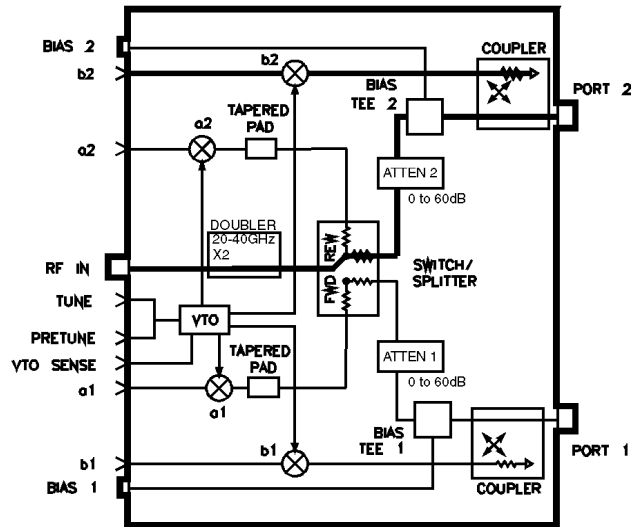 BIAS 2
b2
b2
COUPLER
BIAS
TEE 2
PORT 2
TAPERED
PAD
a2
a2
ATTEN 2
0 to 60dB
DOUBLER
20-40GHz
X2
REW
RF IN
SWITCH/
SPLITTER
FWD
TUNE
VTO
PRETUNE
TAPERED
PAD
VTO SENSE
ATTEN 1
0 to 60dB
a1
a1
BIAS
TEE 1
PORT 1
b1
b1
BIAS 1
COUPLER